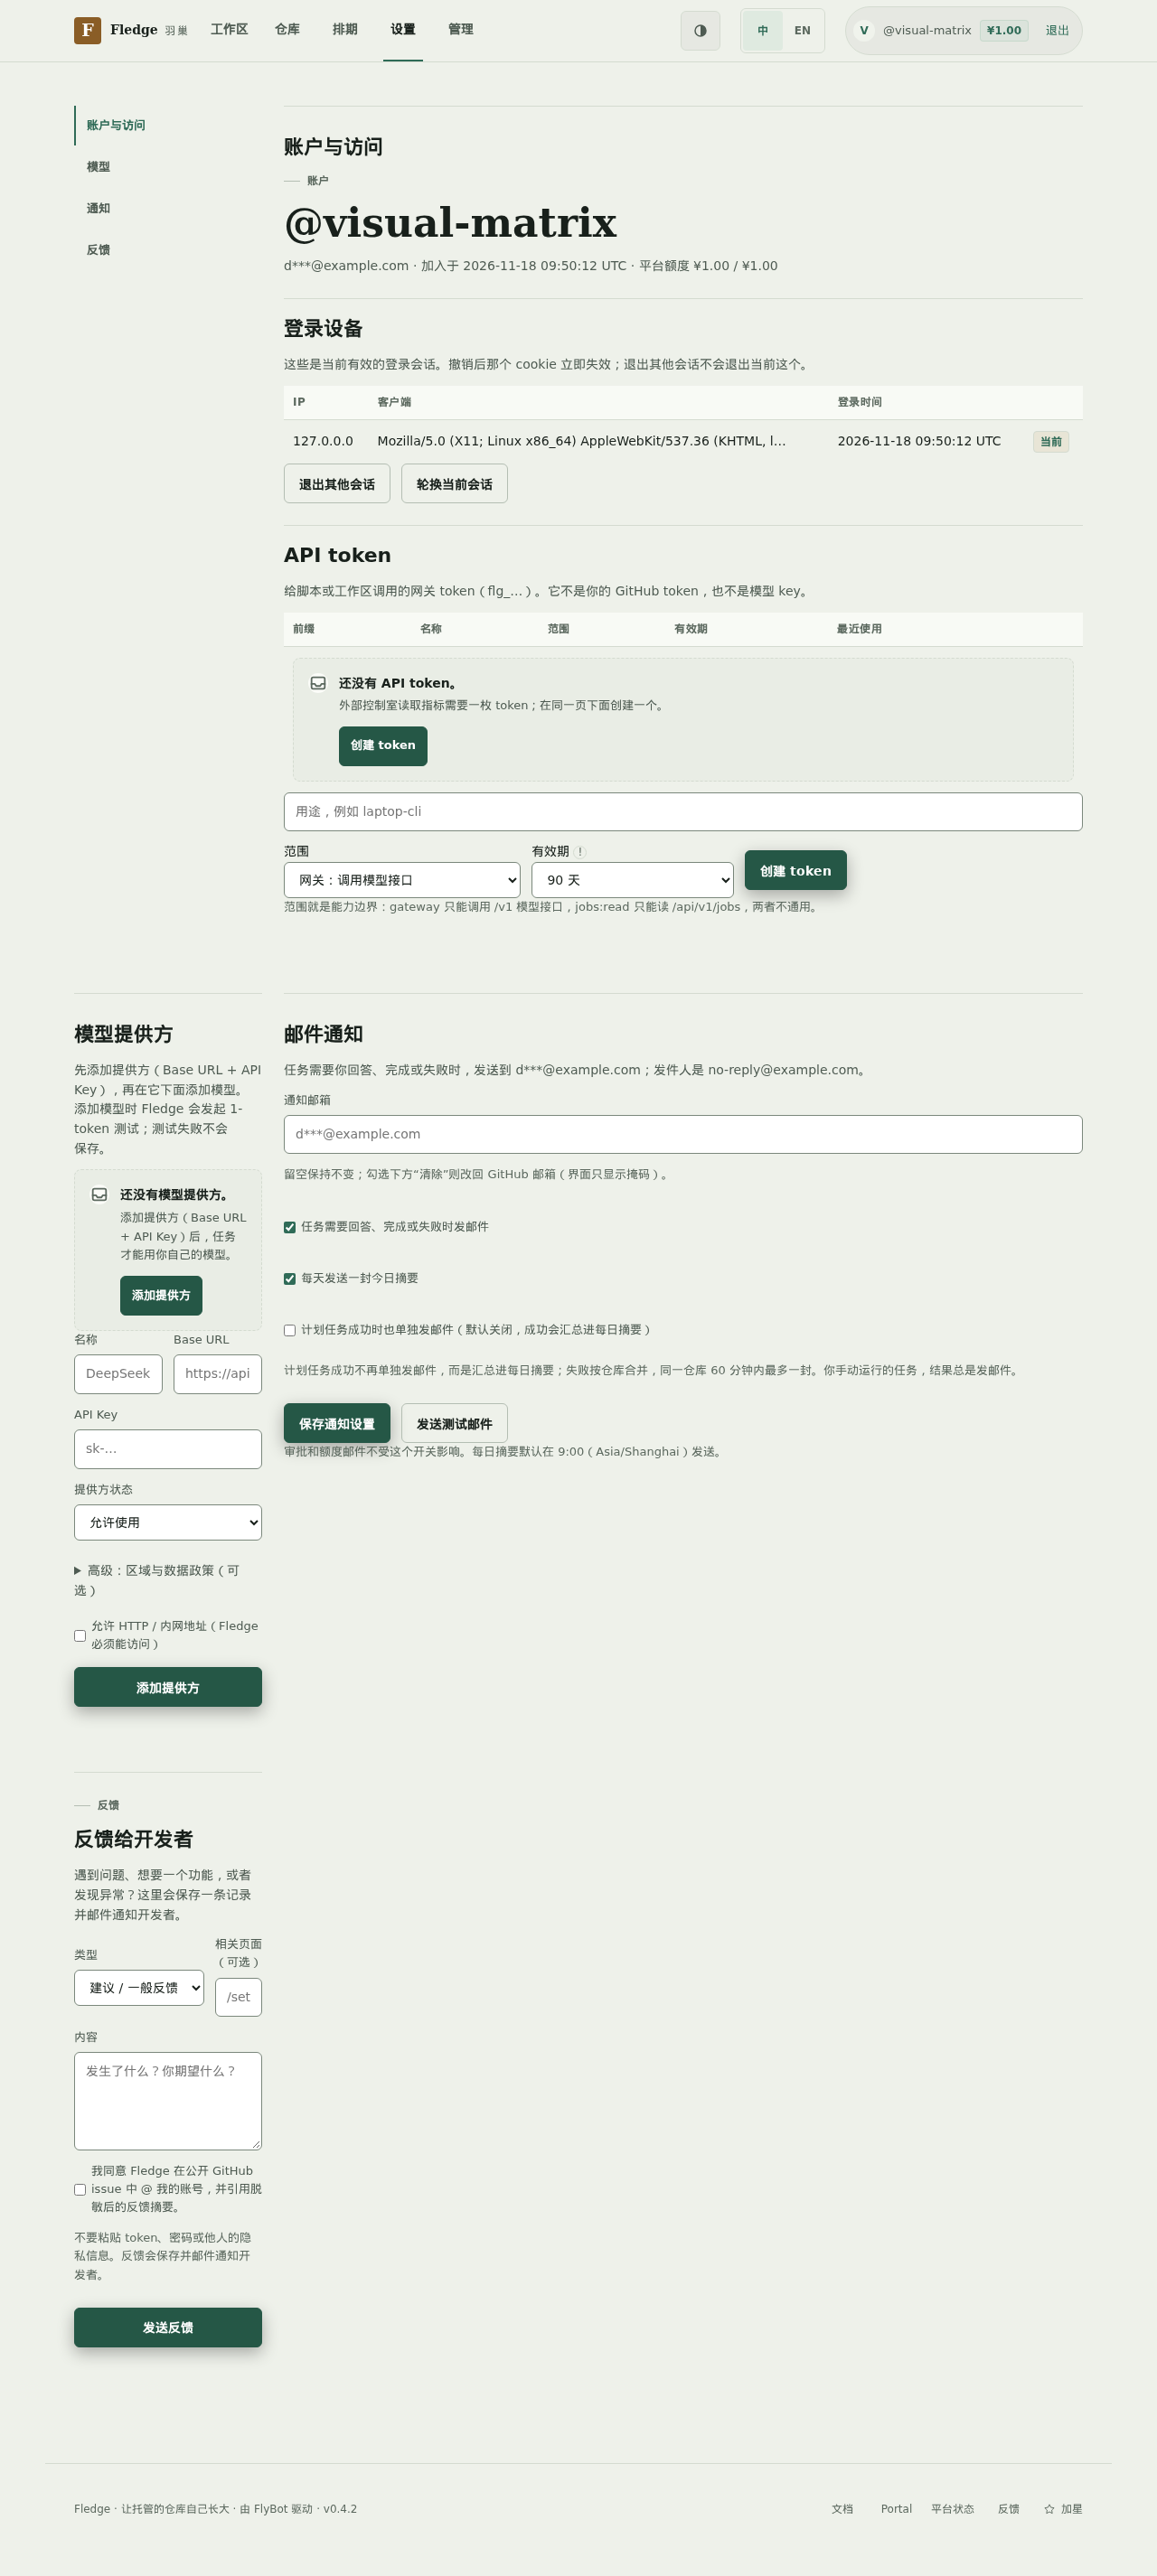 F Fledge 羽巢 工作区 仓库 排期 设置 管理 中 EN V @visual-matrix ¥1.00 退出
账户与访问
模型
通知
反馈
账户与访问
账户
@visual-matrix
d***@example.com · 加入于 2026-11-18 09:50:12 UTC · 平台额度 ¥1.00 / ¥1.00
登录设备
这些是当前有效的登录会话。撤销后那个 cookie 立即失效；退出其他会话不会退出当前这个。
IP 客户端 登录时间
127.0.0.0 Mozilla/5.0 (X11; Linux x86_64) AppleWebKit/537.36 (KHTML, l… 2026-11-18 09:50:12 UTC 当前
退出其他会话 轮换当前会话
API token
给脚本或工作区调用的网关 token（flg_…）。它不是你的 GitHub token，也不是模型 key。
前缀 名称 范围 有效期 最近使用
还没有 API token。
外部控制室读取指标需要一枚 token；在同一页下面创建一个。
创建 token
用途，例如 laptop-cli
范围 有效期 !
网关：调用模型接口 90 天 创建 token
范围就是能力边界：gateway 只能调用 /v1 模型接口，jobs:read 只能读 /api/v1/jobs，两者不通用。
模型提供方
先添加提供方（Base URL + API
Key），再在它下面添加模型。
添加模型时 Fledge 会发起 1-
token 测试；测试失败不会
保存。
还没有模型提供方。
添加提供方（Base URL
+ API Key）后，任务
才能用你自己的模型。
添加提供方
名称 Base URL
DeepSeek https://api
API Key
sk-…
提供方状态
允许使用
高级：区域与数据政策（可
选）
允许 HTTP / 内网地址（Fledge
必须能访问）
添加提供方
邮件通知
任务需要你回答、完成或失败时，发送到 d***@example.com；发件人是 no-reply@example.com。
通知邮箱
d***@example.com
留空保持不变；勾选下方“清除”则改回 GitHub 邮箱（界面只显示掩码）。
任务需要回答、完成或失败时发邮件
每天发送一封今日摘要
计划任务成功时也单独发邮件（默认关闭，成功会汇总进每日摘要）
计划任务成功不再单独发邮件，而是汇总进每日摘要；失败按仓库合并，同一仓库 60 分钟内最多一封。你手动运行的任务，结果总是发邮件。
保存通知设置 发送测试邮件
审批和额度邮件不受这个开关影响。每日摘要默认在 9:00（Asia/Shanghai）发送。
反馈
反馈给开发者
遇到问题、想要一个功能，或者
发现异常？这里会保存一条记录
并邮件通知开发者。
类型 相关页面
（可选）
建议 / 一般反馈 /set
内容
发生了什么？你期望什么？
我同意 Fledge 在公开 GitHub
issue 中 @ 我的账号，并引用脱
敏后的反馈摘要。
不要粘贴 token、密码或他人的隐
私信息。反馈会保存并邮件通知开
发者。
发送反馈
Fledge · 让托管的仓库自己长大 · 由 FlyBot 驱动 · v0.4.2 文档 Portal 平台状态 反馈 加星